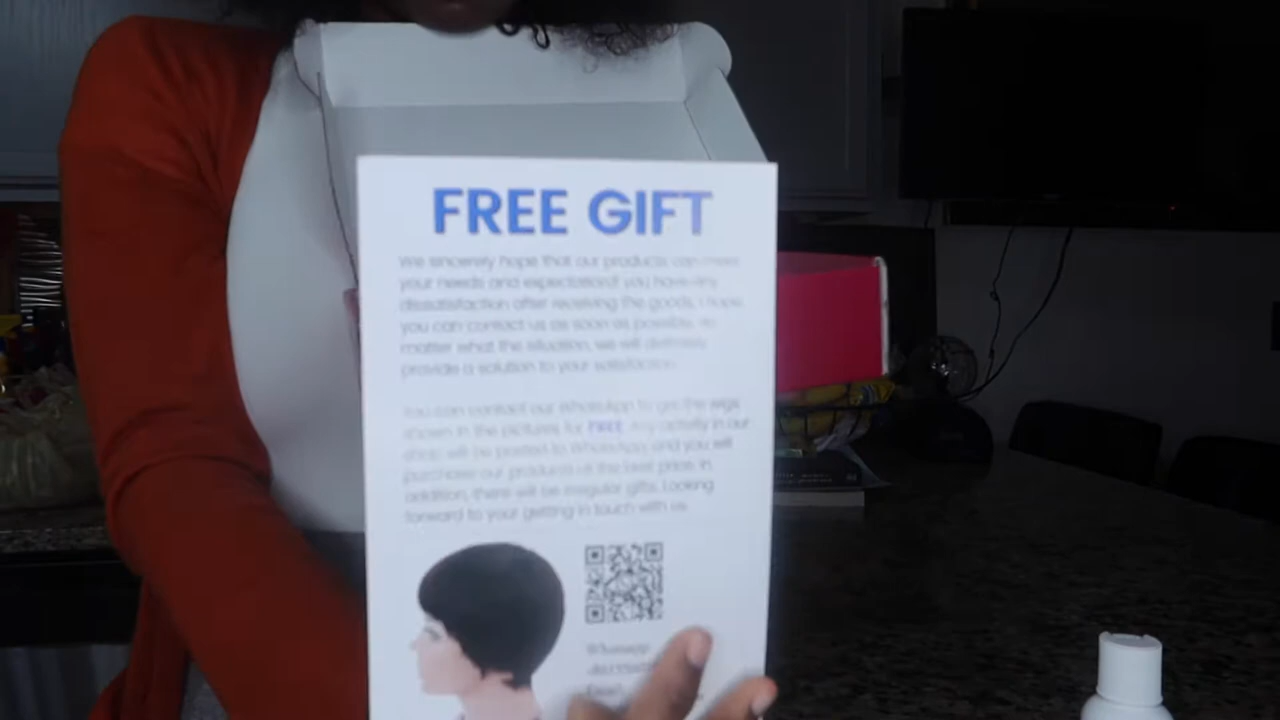 FREE GIFT
We sincerely hope that our products can meet
your needs and expectations.If you have any
dissatisfaction after receiving the goods, I hope
you can contact us as soon as possible. No
matter what the situation, we will definitely
provide a solution to your satisfaction.
You can contact our WhatsApp to get the wigs
shown in the pictures for FREE. Any activity in our
shop will be posted to WhatsApp, and you will
purchase our products at the best price. In
addition, there will be irregular gifts. Looking
forward to your getting in touch with us.
Whatsapp